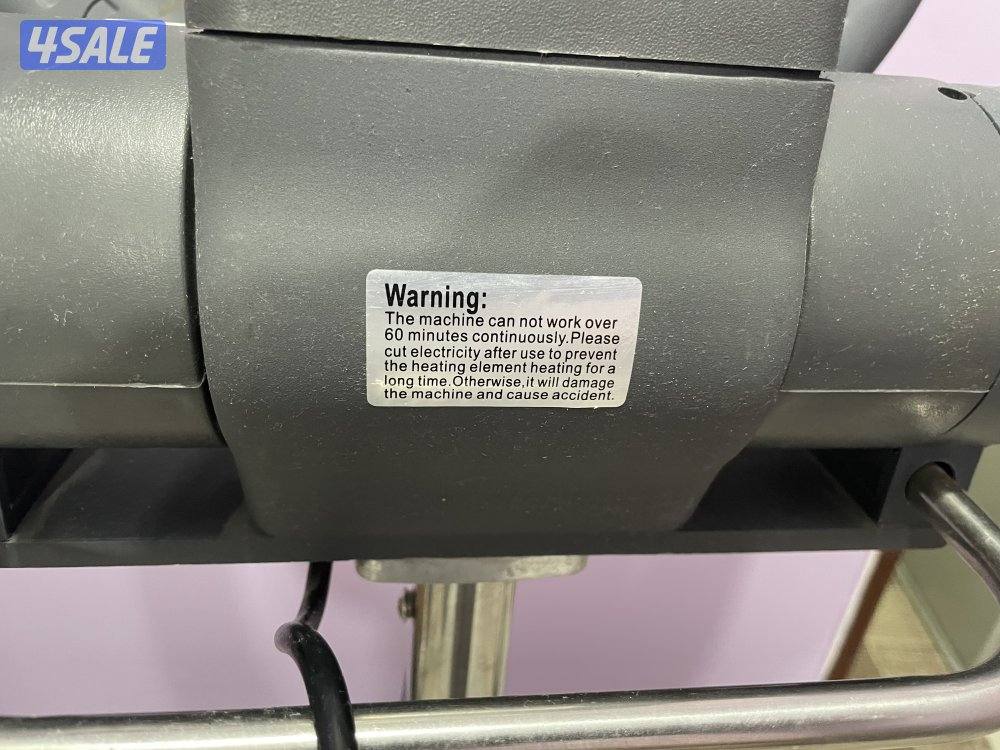 4SALE
Warning:
The machine can not work over
60 minutes continuously.Please
cut electricity after use to prevent
the heating element heating for a
long time.Otherwise,it will damage
the machine and cause accident.